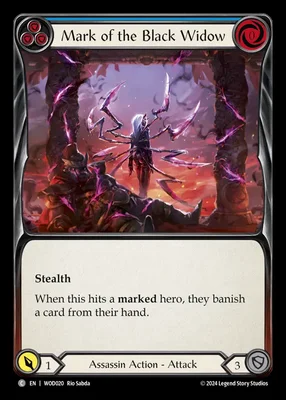 Mark of the Black Widow
Stealth
When this hits a marked hero, they banish
a card from their hand.
1
Assassin Action - Attack
3
C EN | WOD020 Rio Sabda
©2024 Legend Story Studios